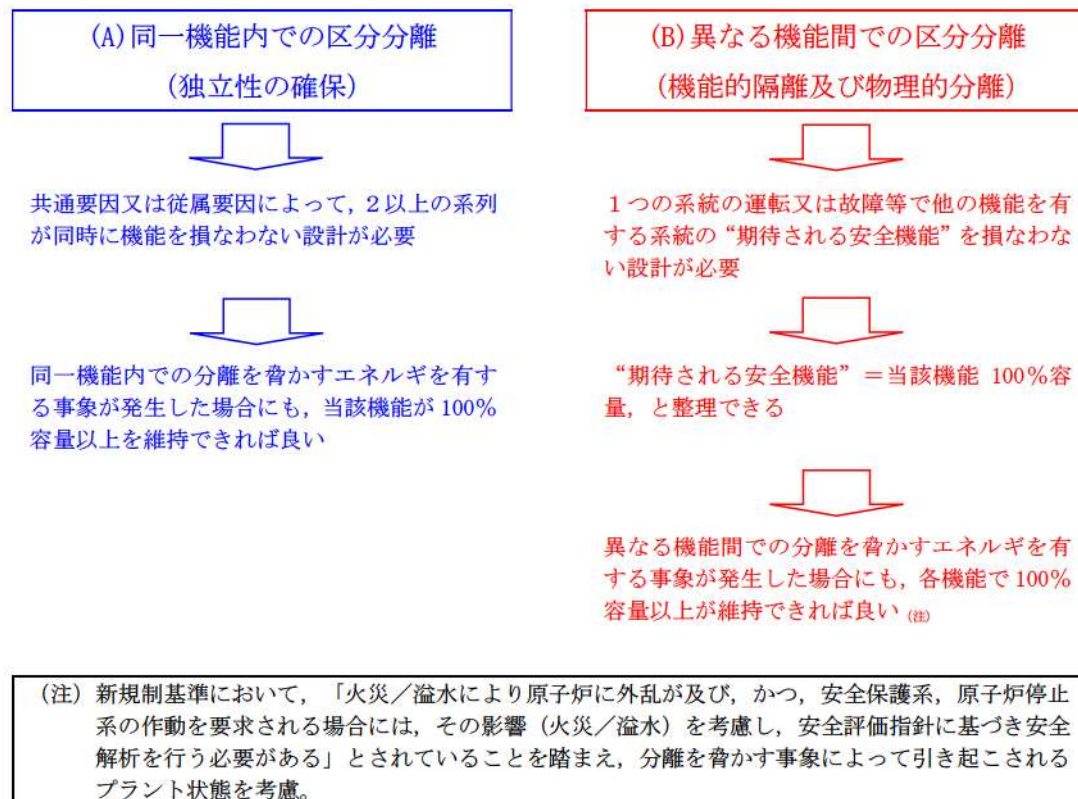 (A)同一機能内での区分分離
(独立性の確保)
共通要因又は従属要因によって，２以上の系列
が同時に機能を損なわない設計が必要
同一機能内での分離を脅かすエネルギを有す
る事象が発生した場合にも，当該機能が 100%
容量以上を維持できれば良い
(B)異なる機能間での区分分離
(機能的隔離及び物理的分離)
１つの系統の運転又は故障等で他の機能を有
する系統の“期待される安全機能”を損なわな
い設計が必要
“期待される安全機能”＝当該機能 100%容
量，と整理できる
異なる機能間での分離を脅かすエネルギを有
する事象が発生した場合にも，各機能で 100%
容量以上が維持できれば良い (注)
(注) 新規制基準において，「火災／溢水により原子炉に外乱が及び，かつ，安全保護系，原子炉停止
系の作動を要求される場合には，その影響（火災／溢水）を考慮し，安全評価指針に基づき安全
解析を行う必要がある」とされていることを踏まえ，分離を脅かす事象によって引き起こされる
プラント状態を考慮。